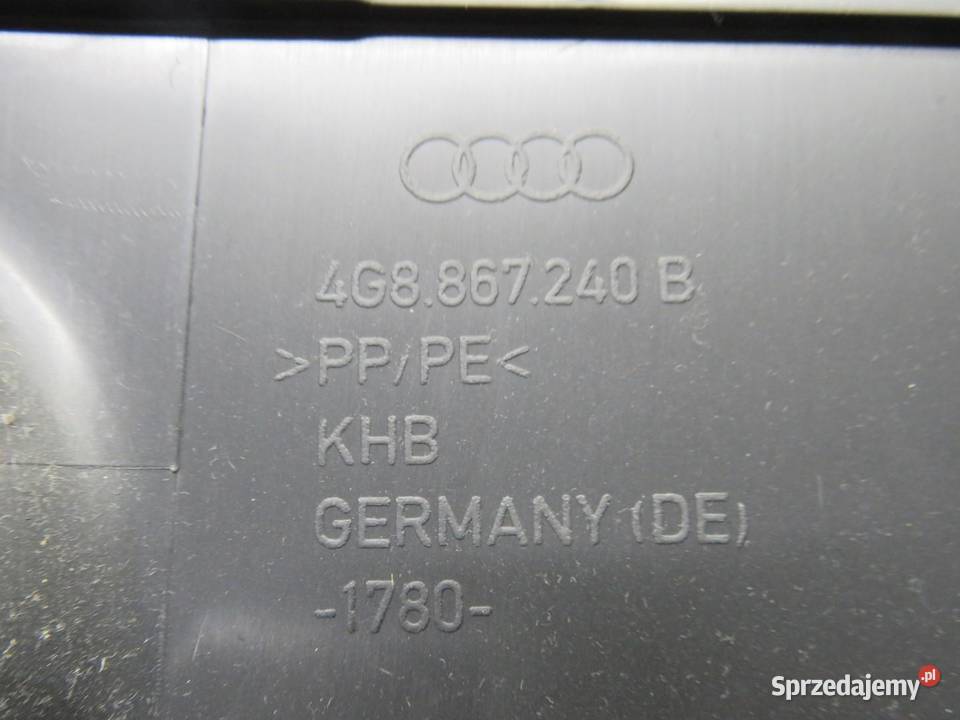 4G8.867.240 B
>PP/PE<
KHB
GERMANY (DE)
-1780-
Sprzedajemy.pl